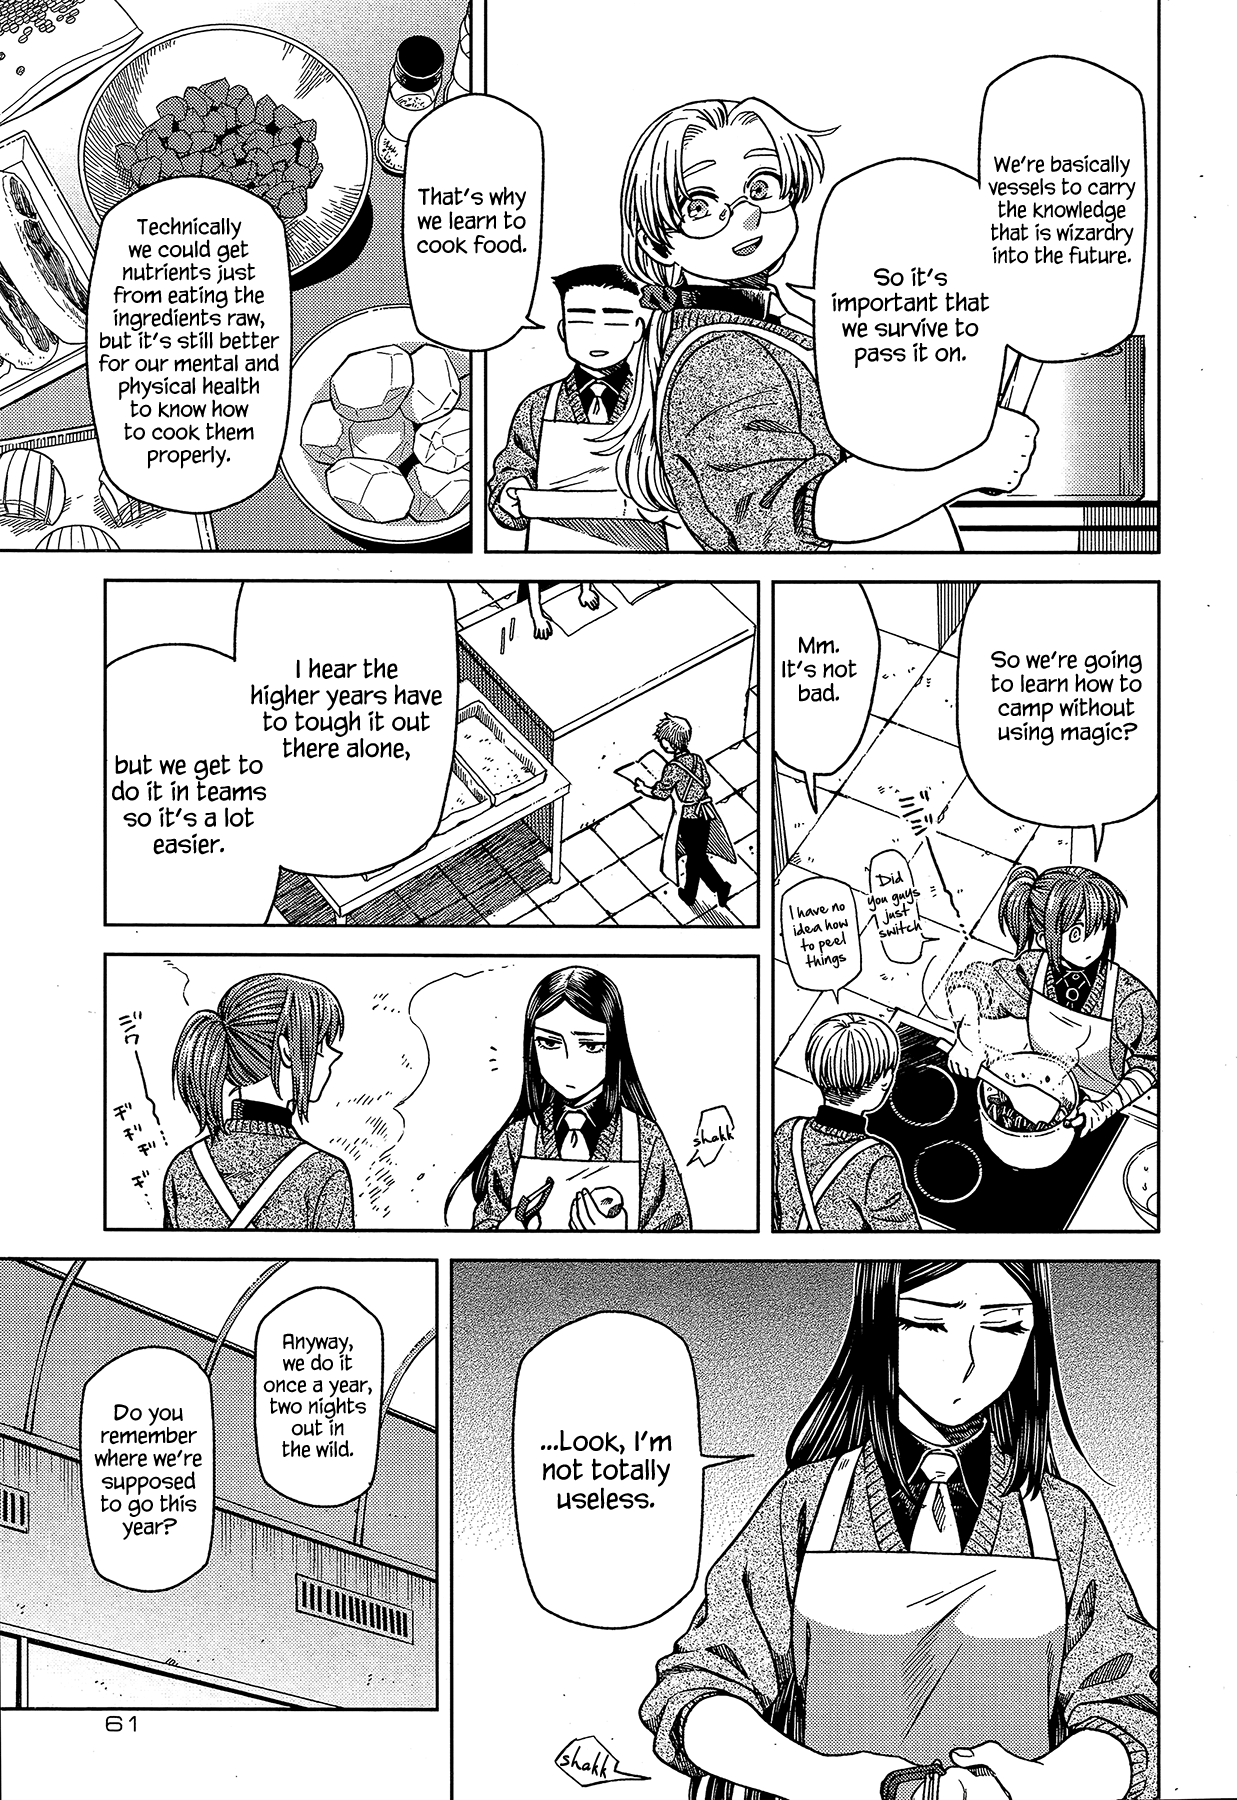 We're basically
vessels to carry
the knowledge
that is wizardry
into the future.
So it's
important that
we survive to
pass it on.
That's why
we learn to
cook food.
Technically
we could get
nutrients just
from eating the
ingredients raw,
but it's still better
for our mental and
physical health
to know how
to cook them
properly.
So we're going
to learn how to
camp without
using magic?
Mm.
It's not
bad.
Did
you guys
just
switch
I have no
idea how
to peel
things
I hear the
higher years have
to tough it out
there alone,
but we get to
do it in teams
so it's a lot
easier.
shakk
ジワー
ギ
ギ
ギ
...Look, I'm
not totally
useless.
shakk
Anyway,
we do it
once a year,
two nights
out in
the wild.
Do you
remember
where we're
supposed
to go this
year?
61